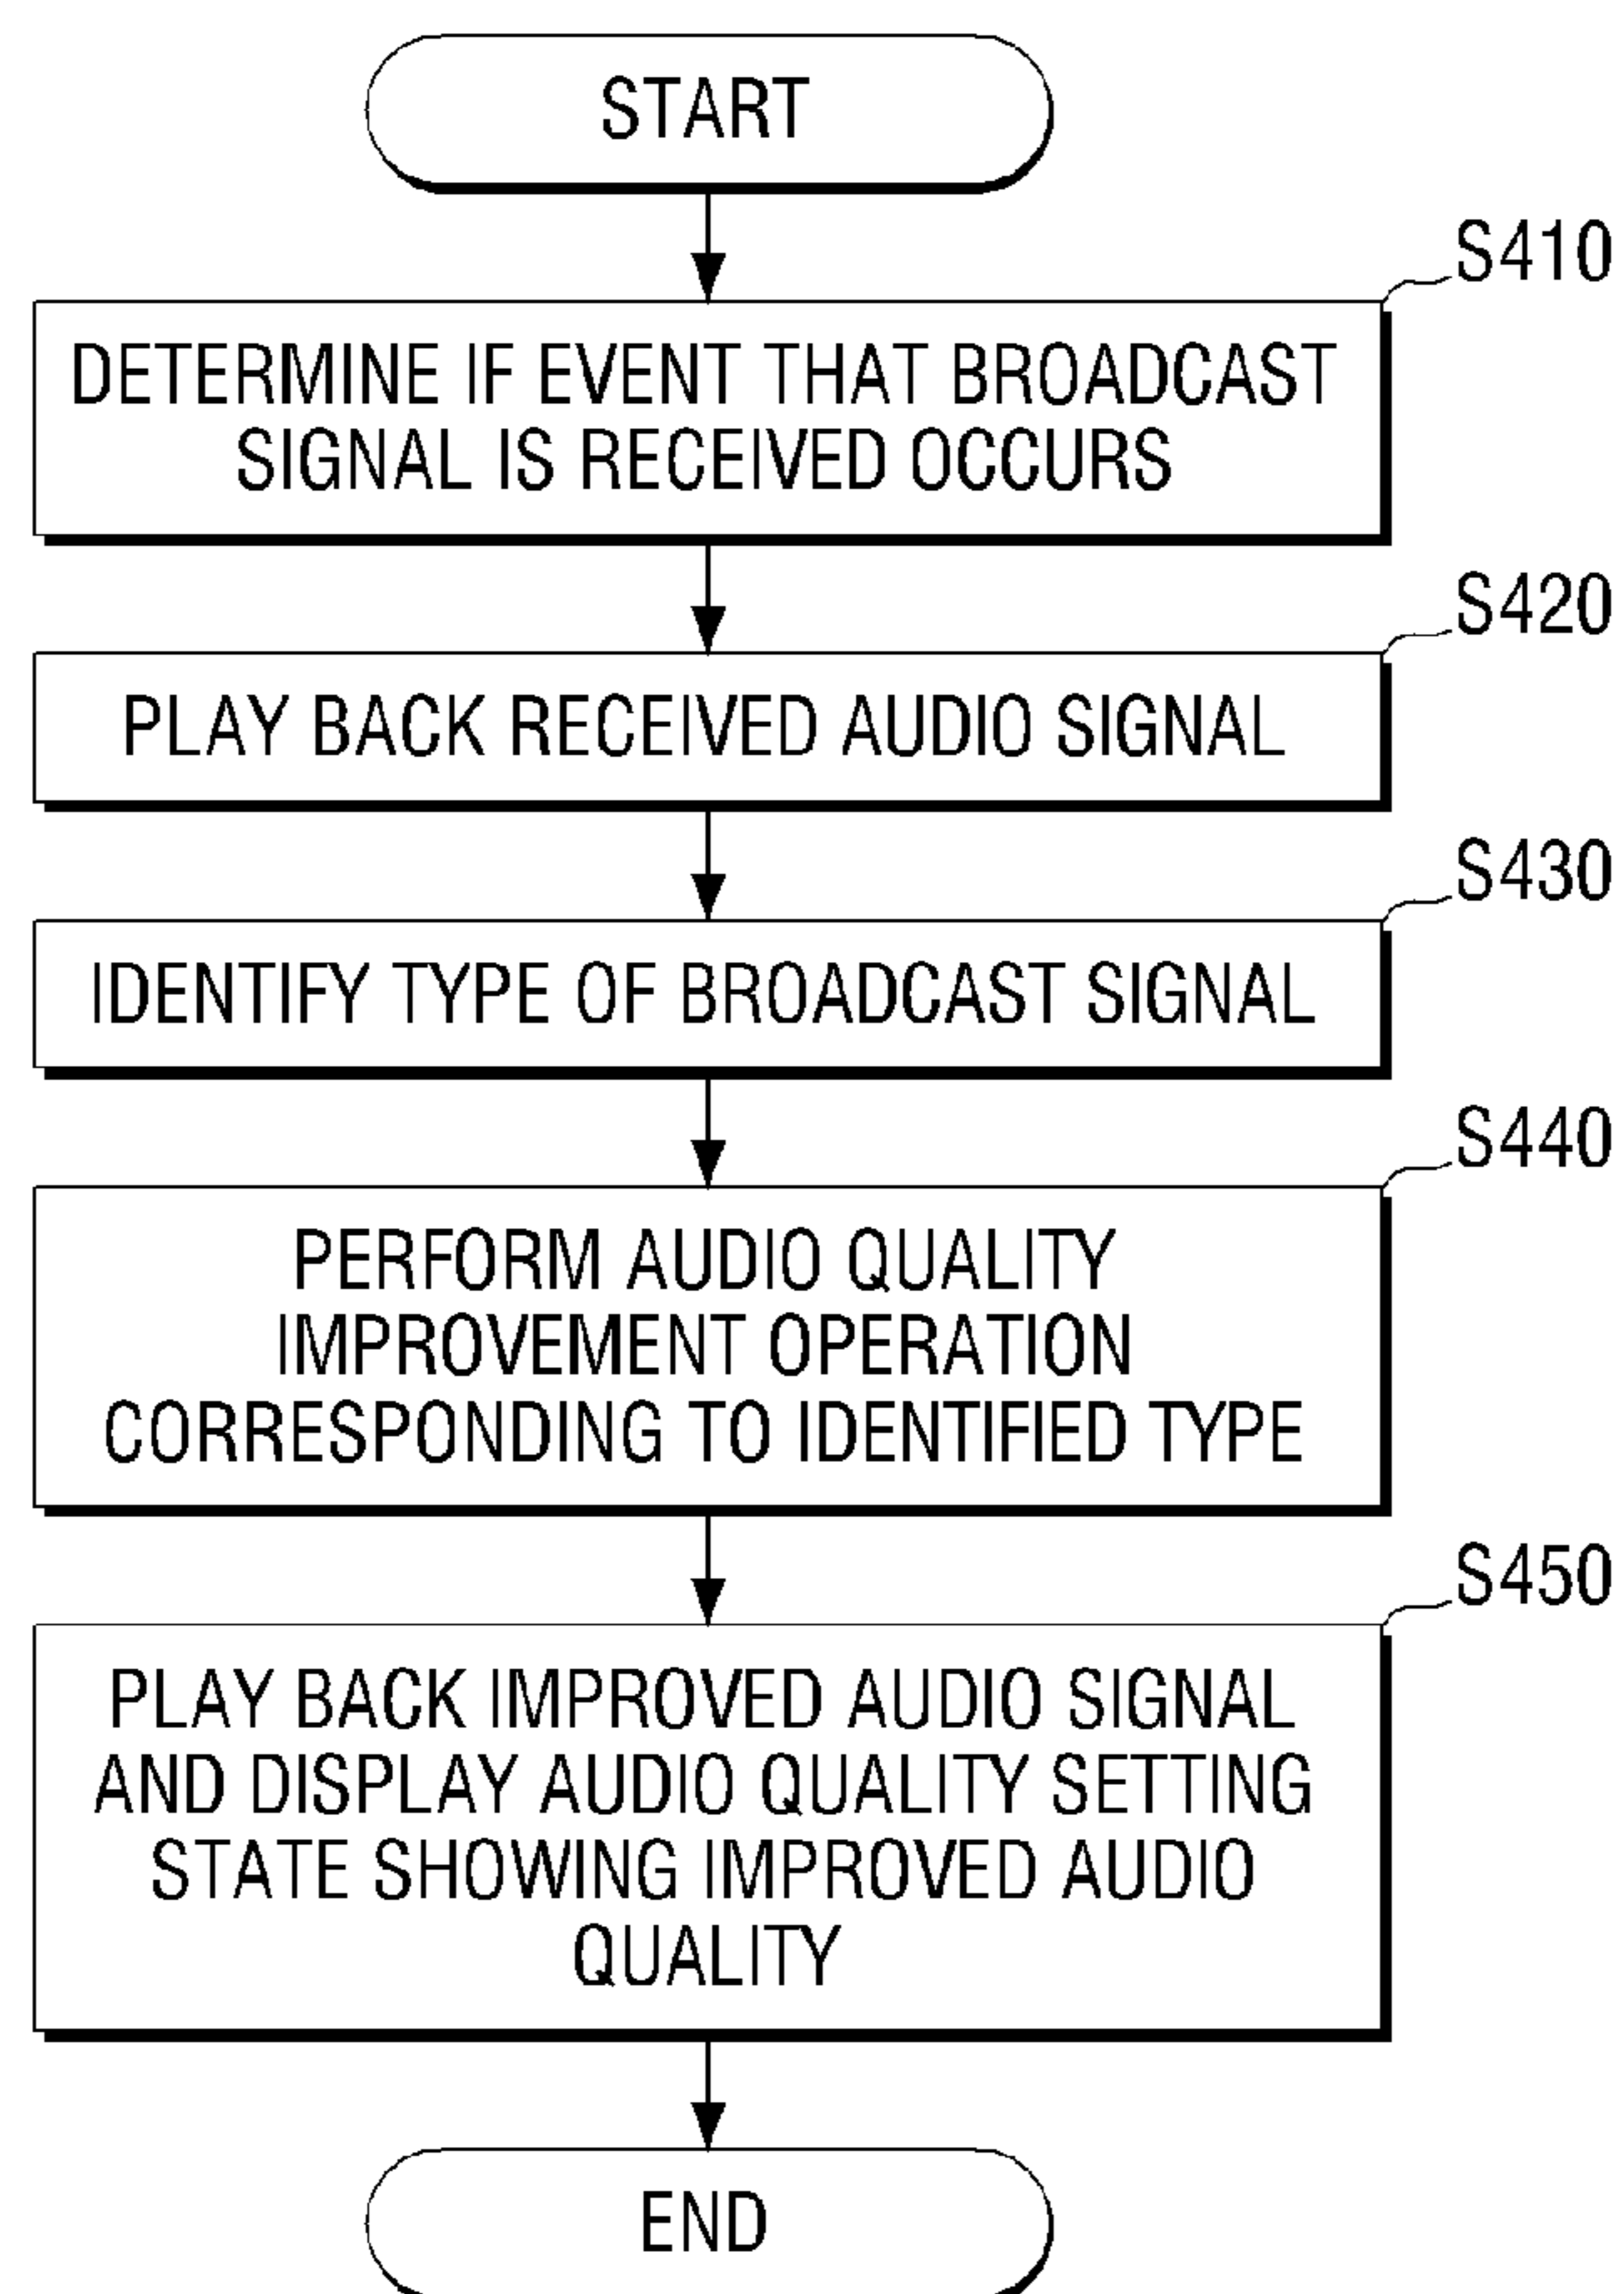 START
S410
DETERMINE IF EVENT THAT BROADCAST
SIGNAL IS RECEIVED OCCURS
S420
PLAY BACK RECEIVED AUDIO SIGNAL
S430
IDENTIFY TYPE OF BROADCAST SIGNAL
S440
PERFORM AUDIO QUALITY
IMPROVEMENT OPERATION
CORRESPONDING TO IDENTIFIED TYPE
S450
PLAY BACK IMPROVED AUDIO SIGNAL
AND DISPLAY AUDIO QUALITY SETTING
STATE SHOWING IMPROVED AUDIO
QUALITY
END